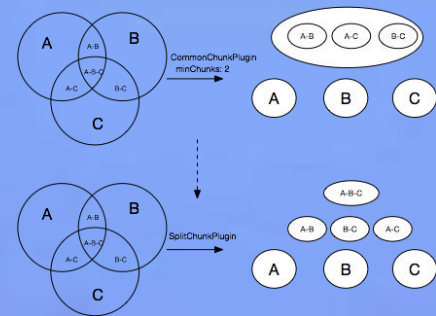 A
B
A-B
A-B-C
A-C
B-C
C
CommonChunkPlugin
minChunks: 2
A-B
A-C
B-C
A
B
C
A
B
A-B
A-B-C
A-C
B-C
C
SplitChunkPlugin
A-B-C
A-B
B-C
A-C
A
B
C